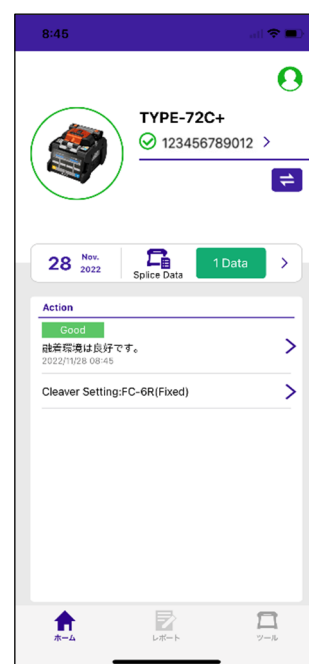 8:45
TYPE-72C+
123456789012
28 Nov. 2022
Splice Data
1 Data
Action
Good
融着環境は良好です。
2022/11/28 08:45
Cleaver Setting:FC-6R(Fixed)
ホーム
レポート
ツール